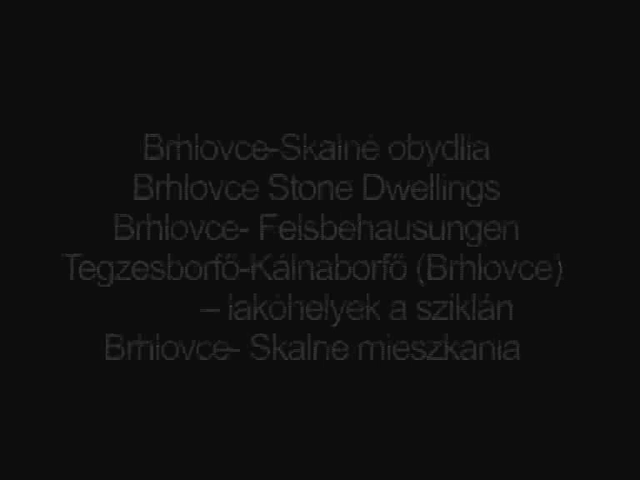 Brhlovce-Skalné obydlia
Brhlovce Stone Dwellings
Brhlovce- Felsbehausungen
Tegzesborfő-Kálnaborfő (Brhlovce)
– lakóhelyek a sziklán
Brhlovce- Skalne mieszkania